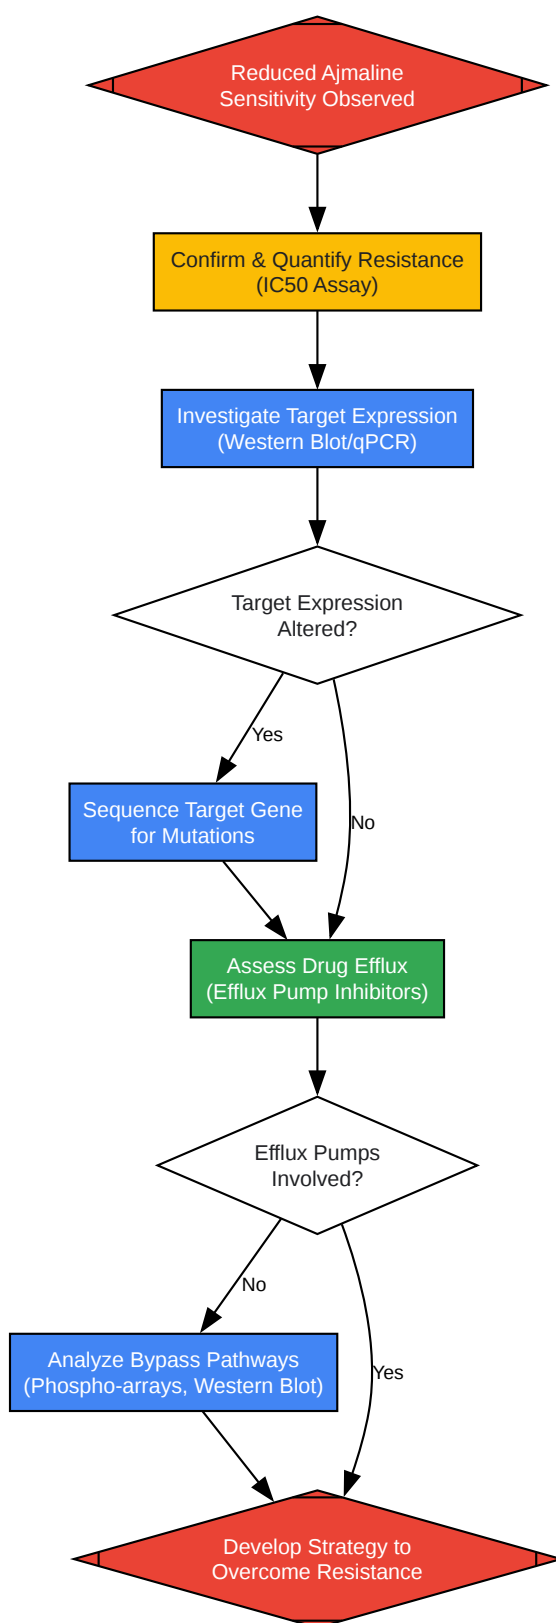 Reduced Ajmaline
Sensitivity Observed
Confirm & Quantify Resistance
(IC50 Assay)
Investigate Target Expression
(Western Blot/qPCR)
Target Expression
Altered?
Yes
Sequence Target Gene
for Mutations
No
Assess Drug Efflux
(Efflux Pump Inhibitors)
Efflux Pumps
Involved?
No
Analyze Bypass Pathways
(Phospho-arrays, Western Blot)
Yes
Develop Strategy to
Overcome Resistance